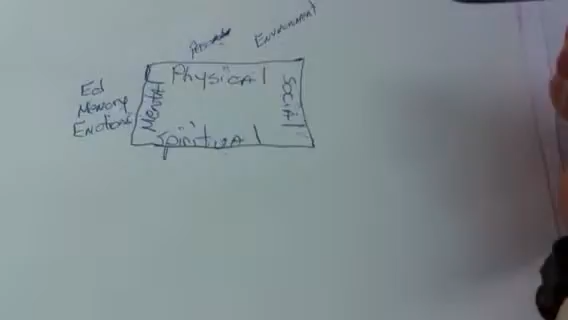 Environment
Physical
Ed
Memory
Emotions
Mental
Social
Spiritual